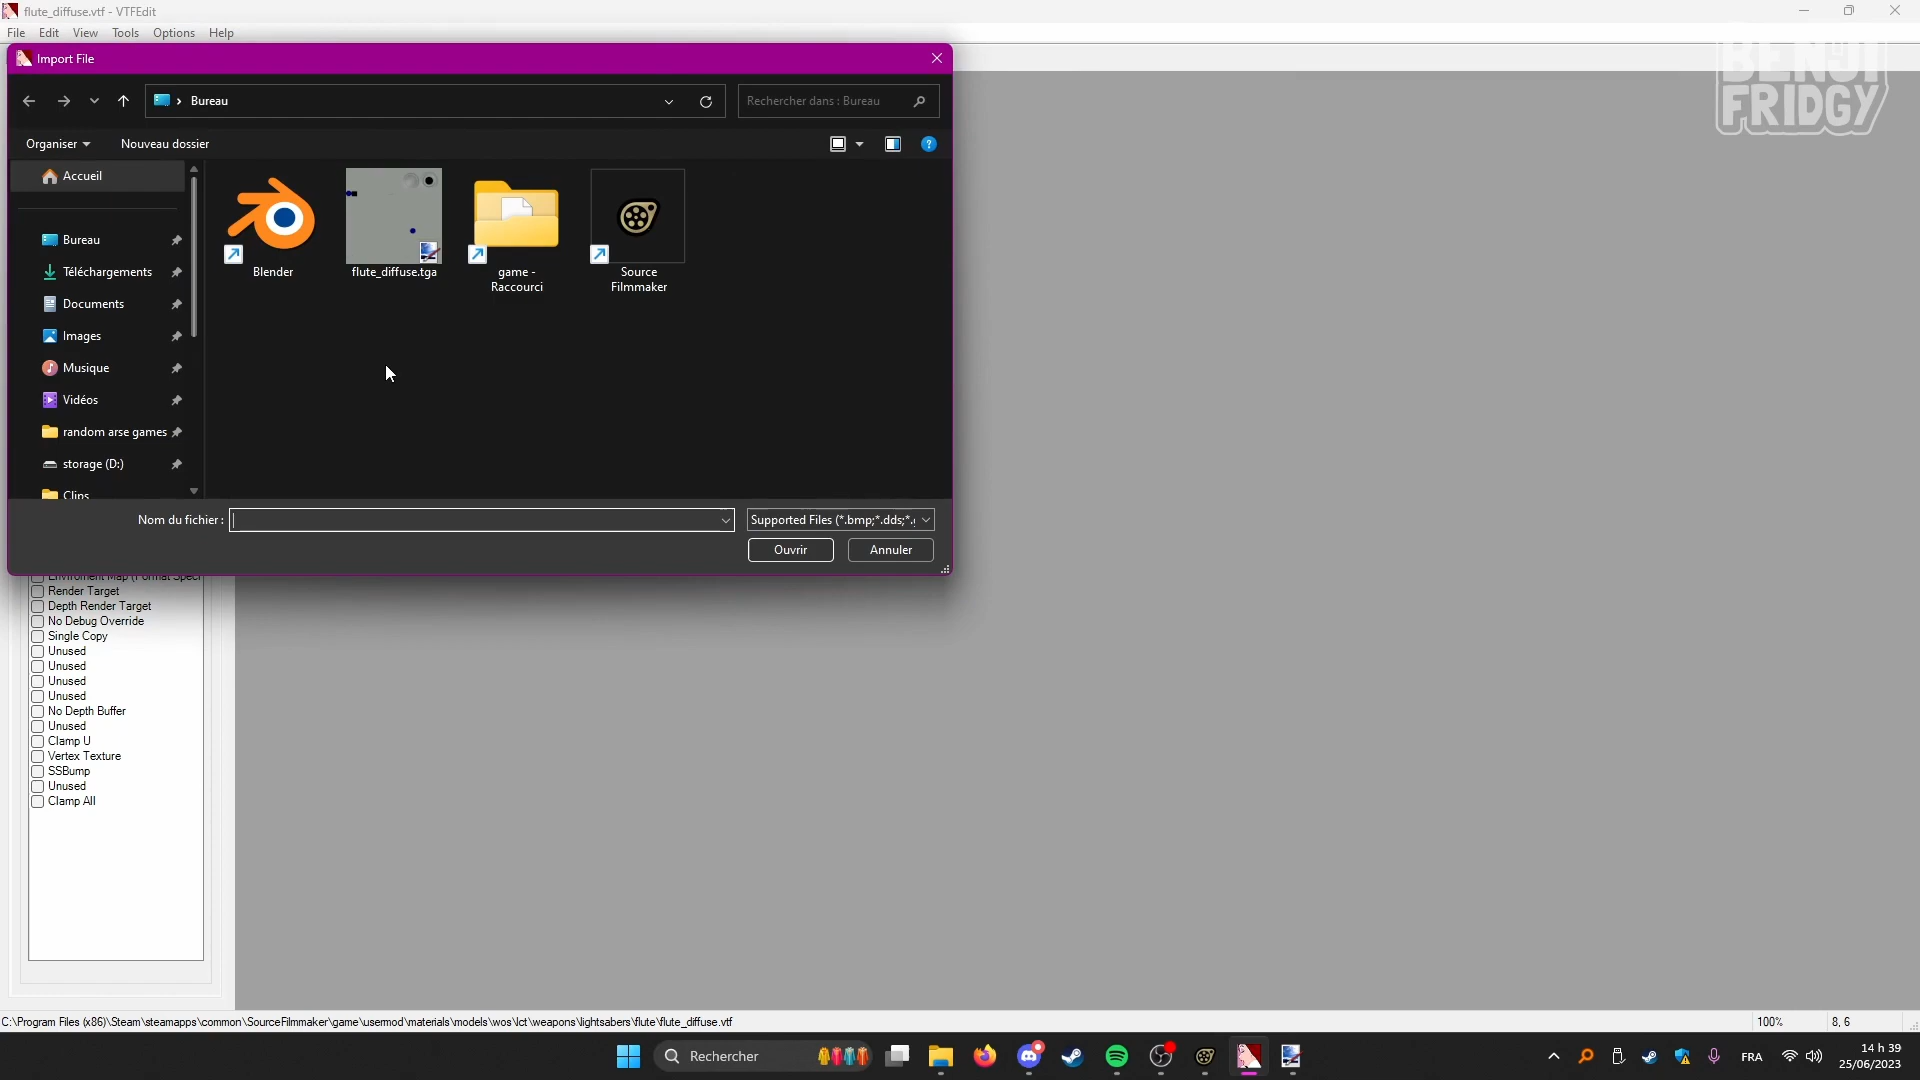 flute_diffuse.vtf - VTFEdit
File Edit View Tools Options Help
Import File
BENJI
FRIDGY
Bureau
Rechercher dans : Bureau
Organiser
Nouveau dossier
Accueil
Bureau
Téléchargements
Documents
Images
Musique
Vidéos
random arse games
storage (D:)
Clips
Blender
flute_diffuse.tga
game -
Raccourci
Source
Filmmaker
Nom du fichier :
Supported Files (*.bmp;*.dds;*.
Ouvrir
Annuler
Enviroment Map (Format Speci
Render Target
Depth Render Target
No Debug Override
Single Copy
Unused
Unused
Unused
Unused
No Depth Buffer
Unused
Clamp U
Vertex Texture
SSBump
Unused
Clamp All
C:\Program Files (x86)\Steam\steamapps\common\SourceFilmmaker\game\usermod\materials\models\wos\lct\weapons\lightsabers\flute\flute_diffuse.vtf
100%
8, 6
Rechercher
FRA
14 h 39
25/06/2023